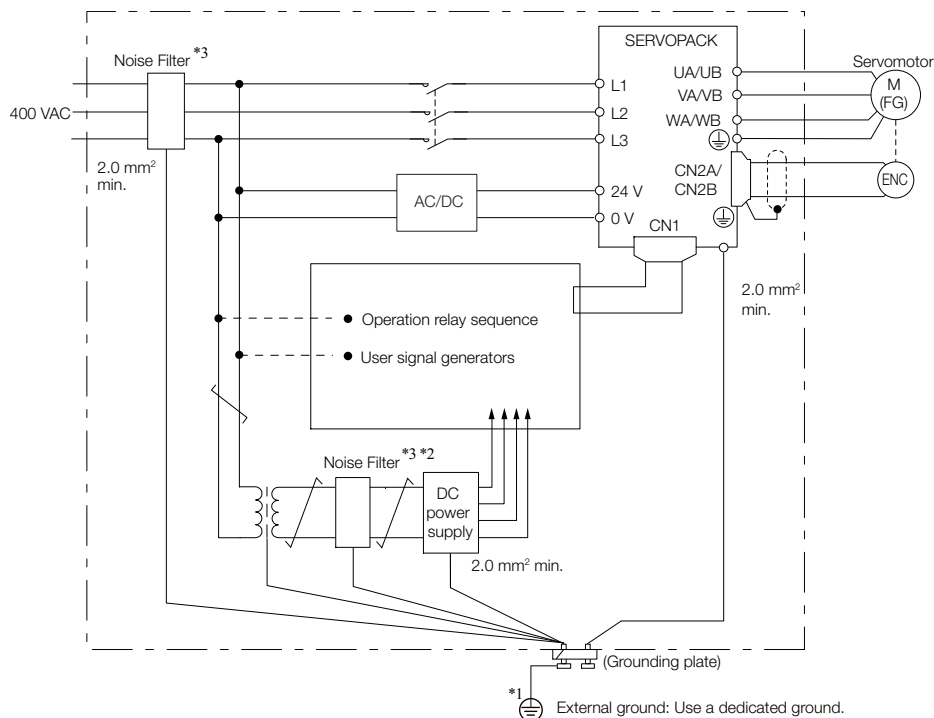 Noise Filter *3
SERVOPACK
Servomotor
UA/UB
L1
M
(FG)
VA/VB
400 VAC
L2
WA/WB
L3
2.0 mm²
min.
CN2A/
CN2B
ENC
AC/DC
24 V
0 V
CN1
2.0 mm²
min.
Operation relay sequence
User signal generators
Noise Filter *3 *2
DC
power
supply
2.0 mm² min.
(Grounding plate)
*1
External ground: Use a dedicated ground.